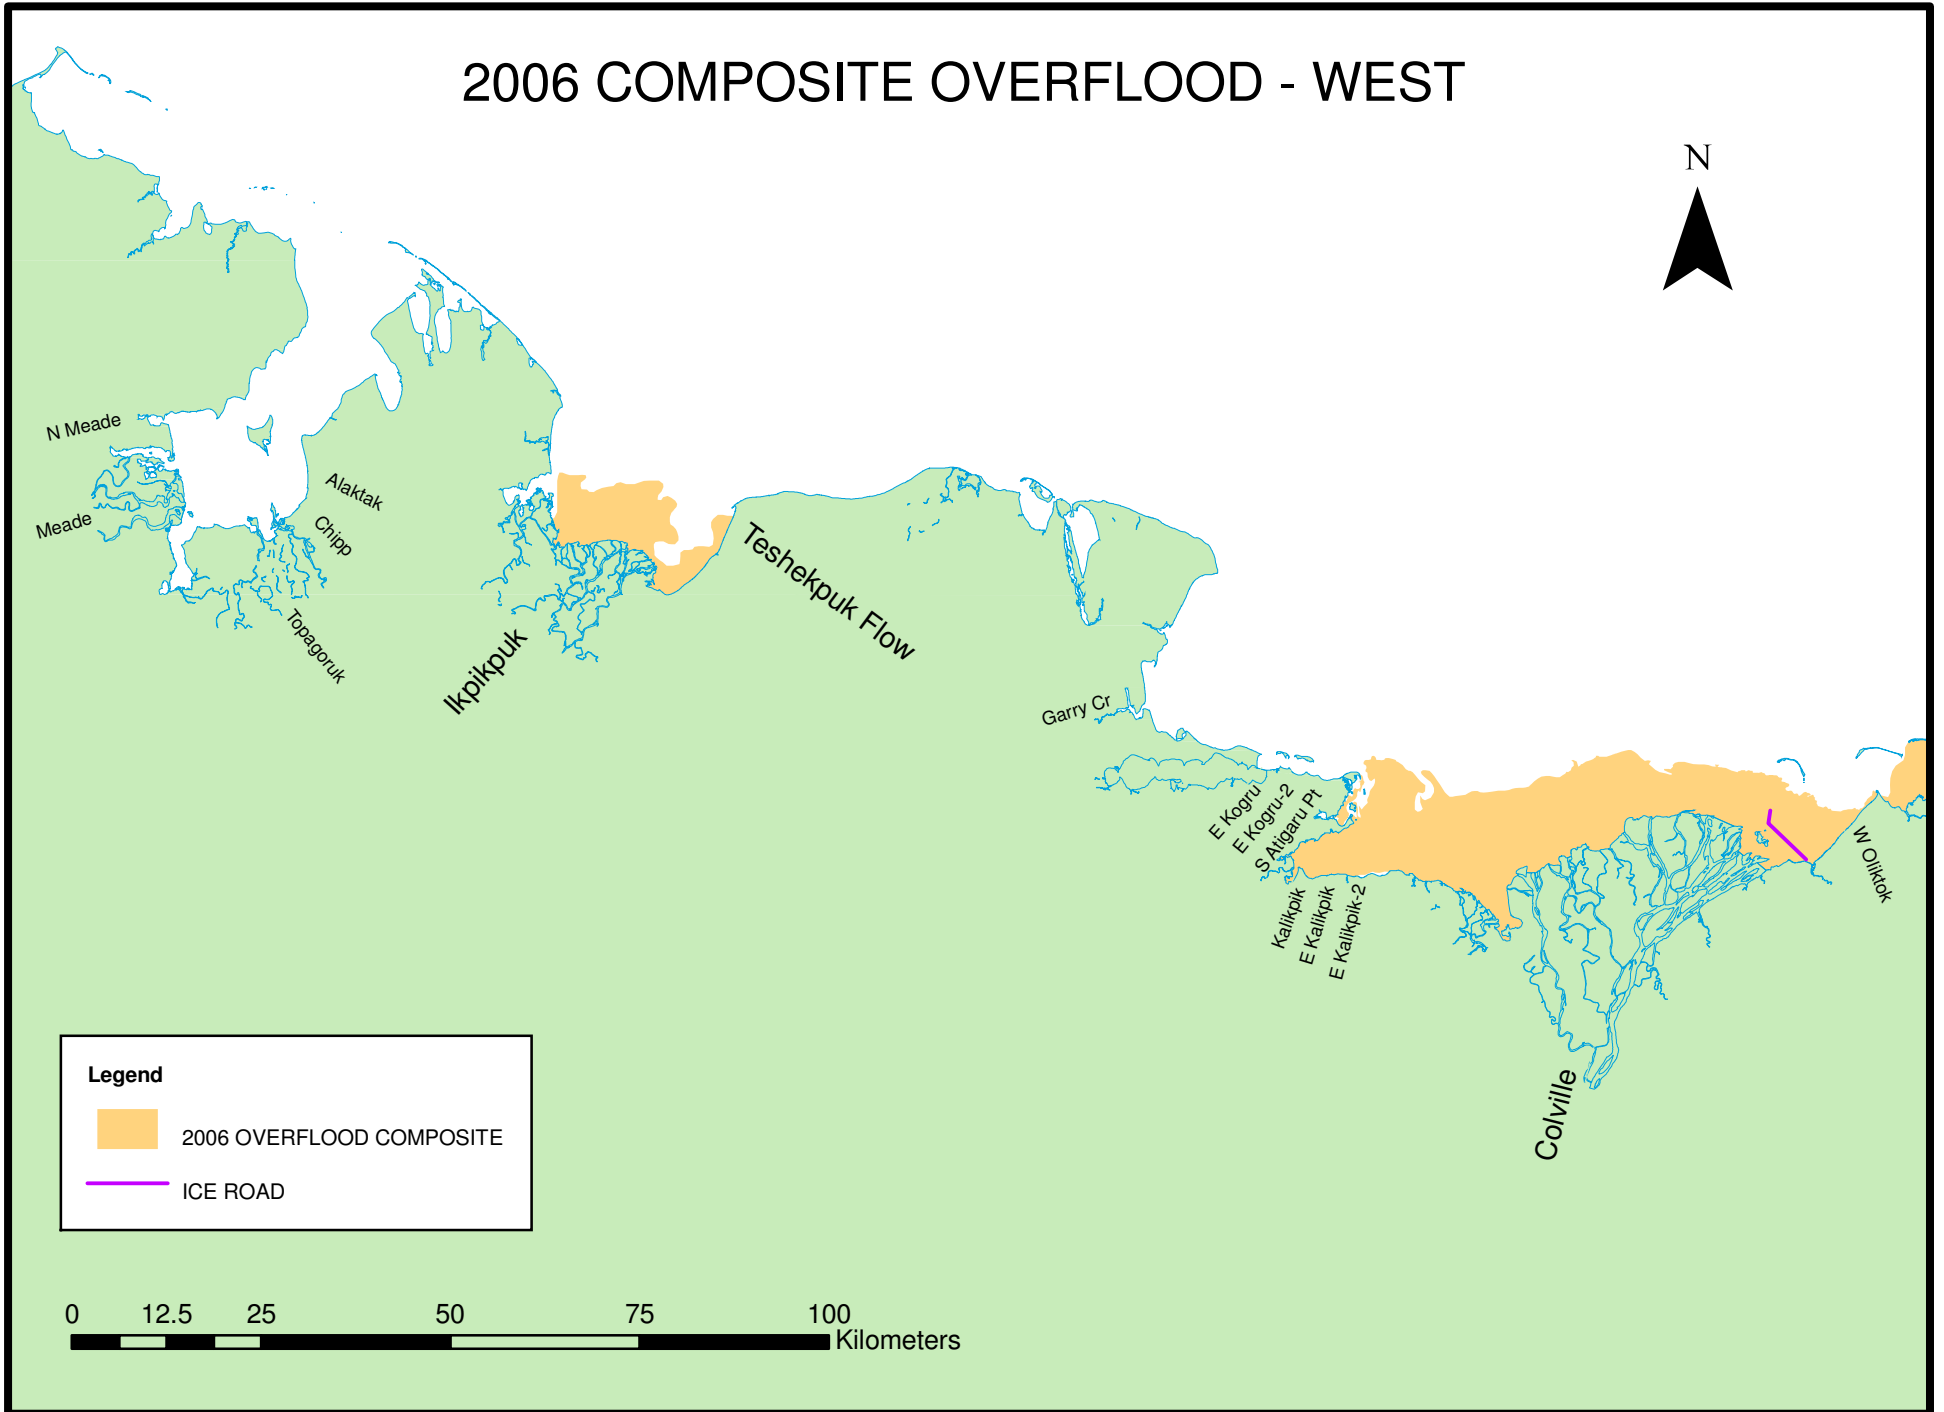 2006 COMPOSITE OVERFLOOD - WEST
N
N Meade
Meade
Alaktak
Chipp
Topagoruk
Ikpikpuk
Teshekpuk Flow
Garry Cr
E Kogru
E Kogru-2
S Atigaru Pt
Kalikpik
E Kalikpik
E Kalikpik-2
Colville
W Oliktok
Legend
2006 OVERFLOOD COMPOSITE
ICE ROAD
0 12.5 25 50 75 100
Kilometers